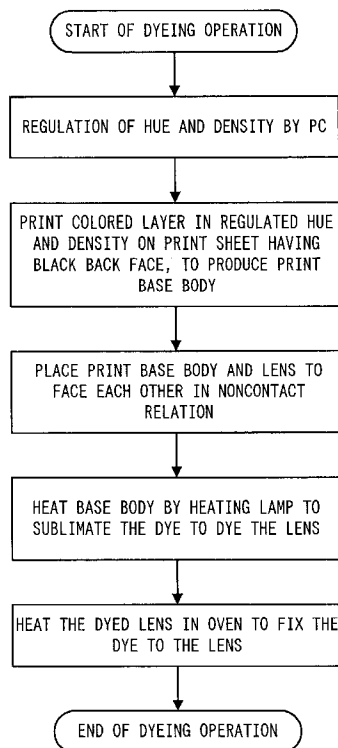 START OF DYEING OPERATION
REGULATION OF HUE AND DENSITY BY PC
PRINT COLORED LAYER IN REGULATED HUE
AND DENSITY ON PRINT SHEET HAVING
BLACK BACK FACE, TO PRODUCE PRINT
BASE BODY
PLACE PRINT BASE BODY AND LENS TO
FACE EACH OTHER IN NONCONTACT
RELATION
HEAT BASE BODY BY HEATING LAMP TO
SUBLIMATE THE DYE TO DYE THE LENS
HEAT THE DYED LENS IN OVEN TO FIX THE
DYE TO THE LENS
END OF DYEING OPERATION